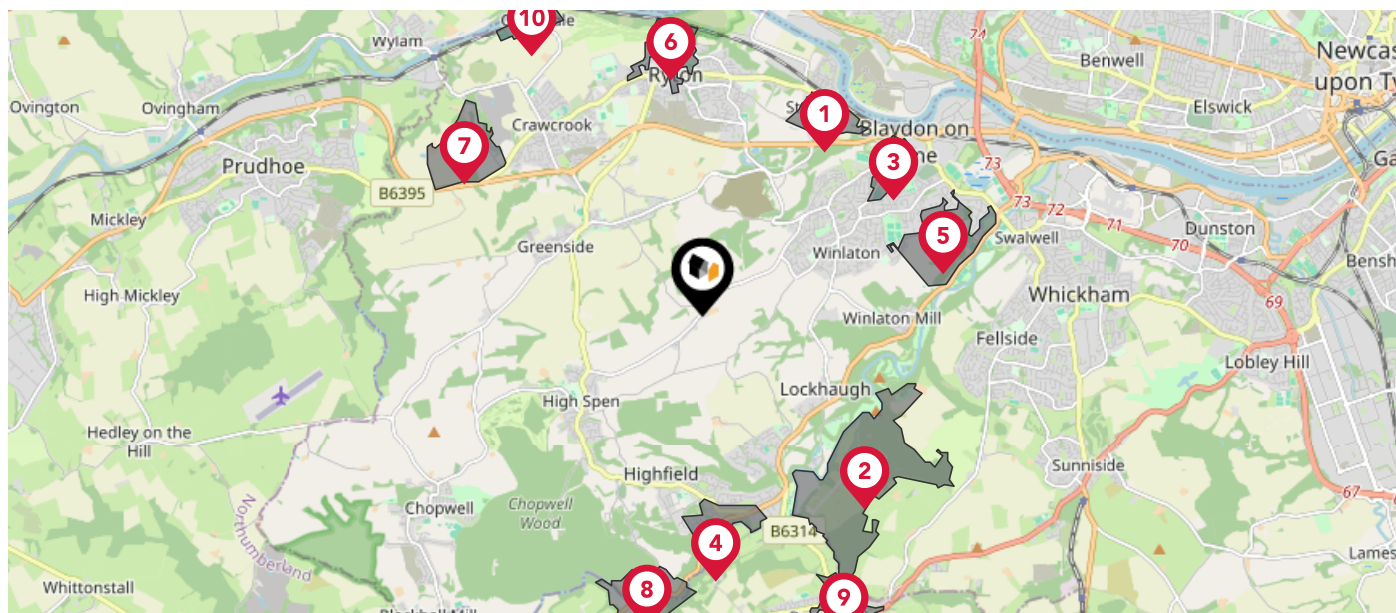 10
74
Wylam
6
Newcas
Benwell
upon Ty
Ryton
Ovington
Ovingham
Elswick
1
Crawcrook
Blaydon on
7
3
73
Prudhoe
B6395
5
73
72
71
Mickley
70
Dunston
Swalwell
Greenside
Winlaton
Bensh
High Mickley
Whickham
69
Winlaton Mill
Fellside
Lobley Hill
Lockhaugh
High Spen
Hedley on the
Hill
Highfield
2
Sunniside
67
Chopwell
Chopwell
Wood
Northumberland
B6314
4
Lames
Whittonstall
8
9